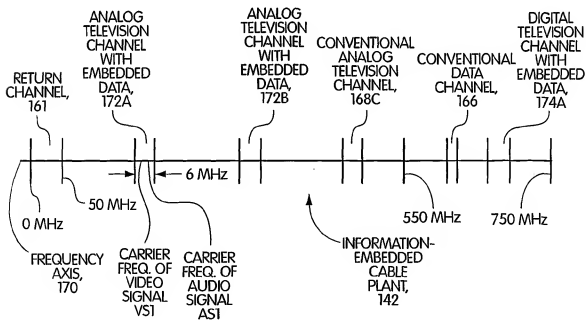 ANALOG
TELEVISION
CHANNEL
WITH
EMBEDDED
DATA,
172A
ANALOG
TELEVISION
CHANNEL
WITH
EMBEDDED
DATA,
172B
CONVENTIONAL
ANALOG
TELEVISION
CHANNEL,
168C
CONVENTIONAL
DATA
CHANNEL,
166
DIGITAL
TELEVISION
CHANNEL
WITH
EMBEDDED
DATA,
174A
RETURN
CHANNEL,
161
6 MHz
0 MHz
50 MHz
550 MHz
750 MHz
FREQUENCY
AXIS,
170
CARRIER
FREQ. OF
VIDEO
SIGNAL
VS1
CARRIER
FREQ. OF
AUDIO
SIGNAL
AS1
INFORMATION-
EMBEDDED
CABLE
PLANT,
142